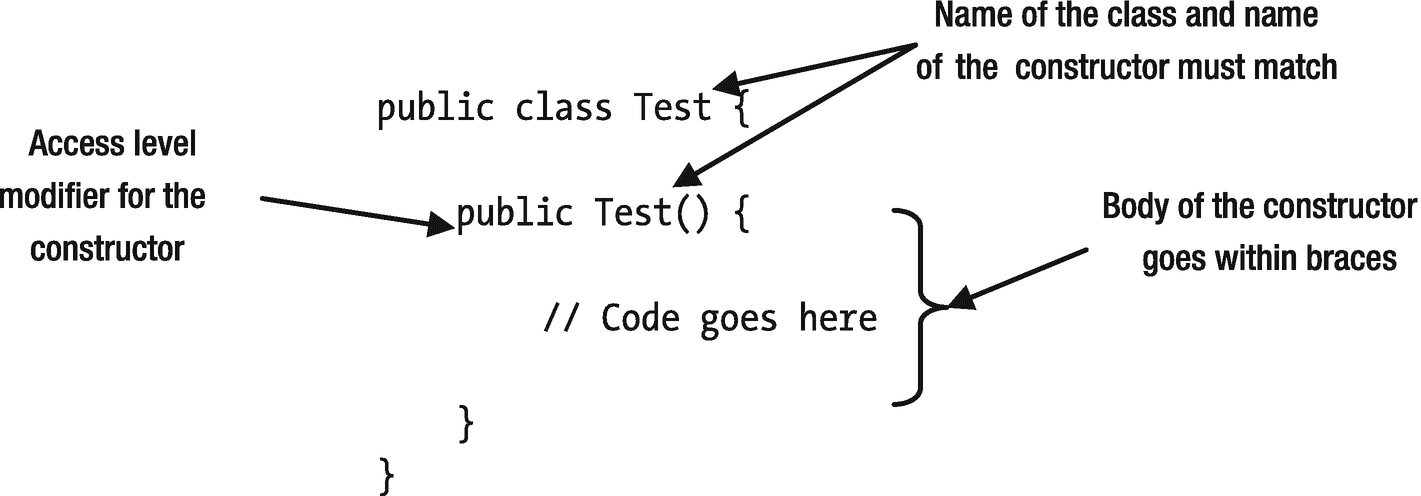 Name of the class and name
of the constructor must match
public class Test {
Access level
modifier for the
constructor
public Test() {
Body of the constructor
goes within braces
// Code goes here
}
}